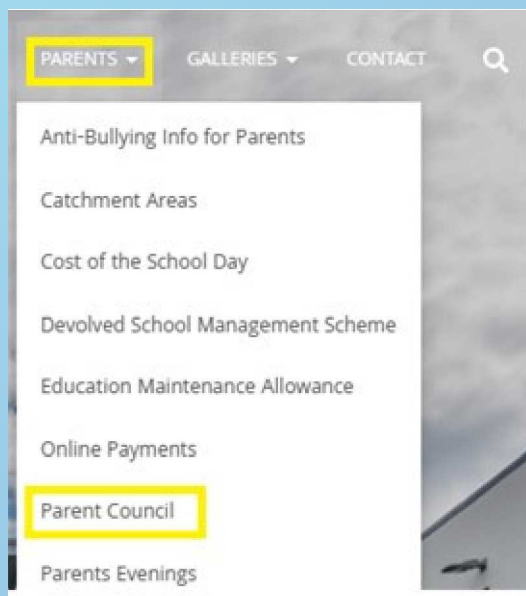 PARENTS GALLERIES CONTACT
Anti-Bullying Info for Parents
Catchment Areas
Cost of the School Day
Devolved School Management Scheme
Education Maintenance Allowance
Online Payments
Parent Council
Parents Evenings